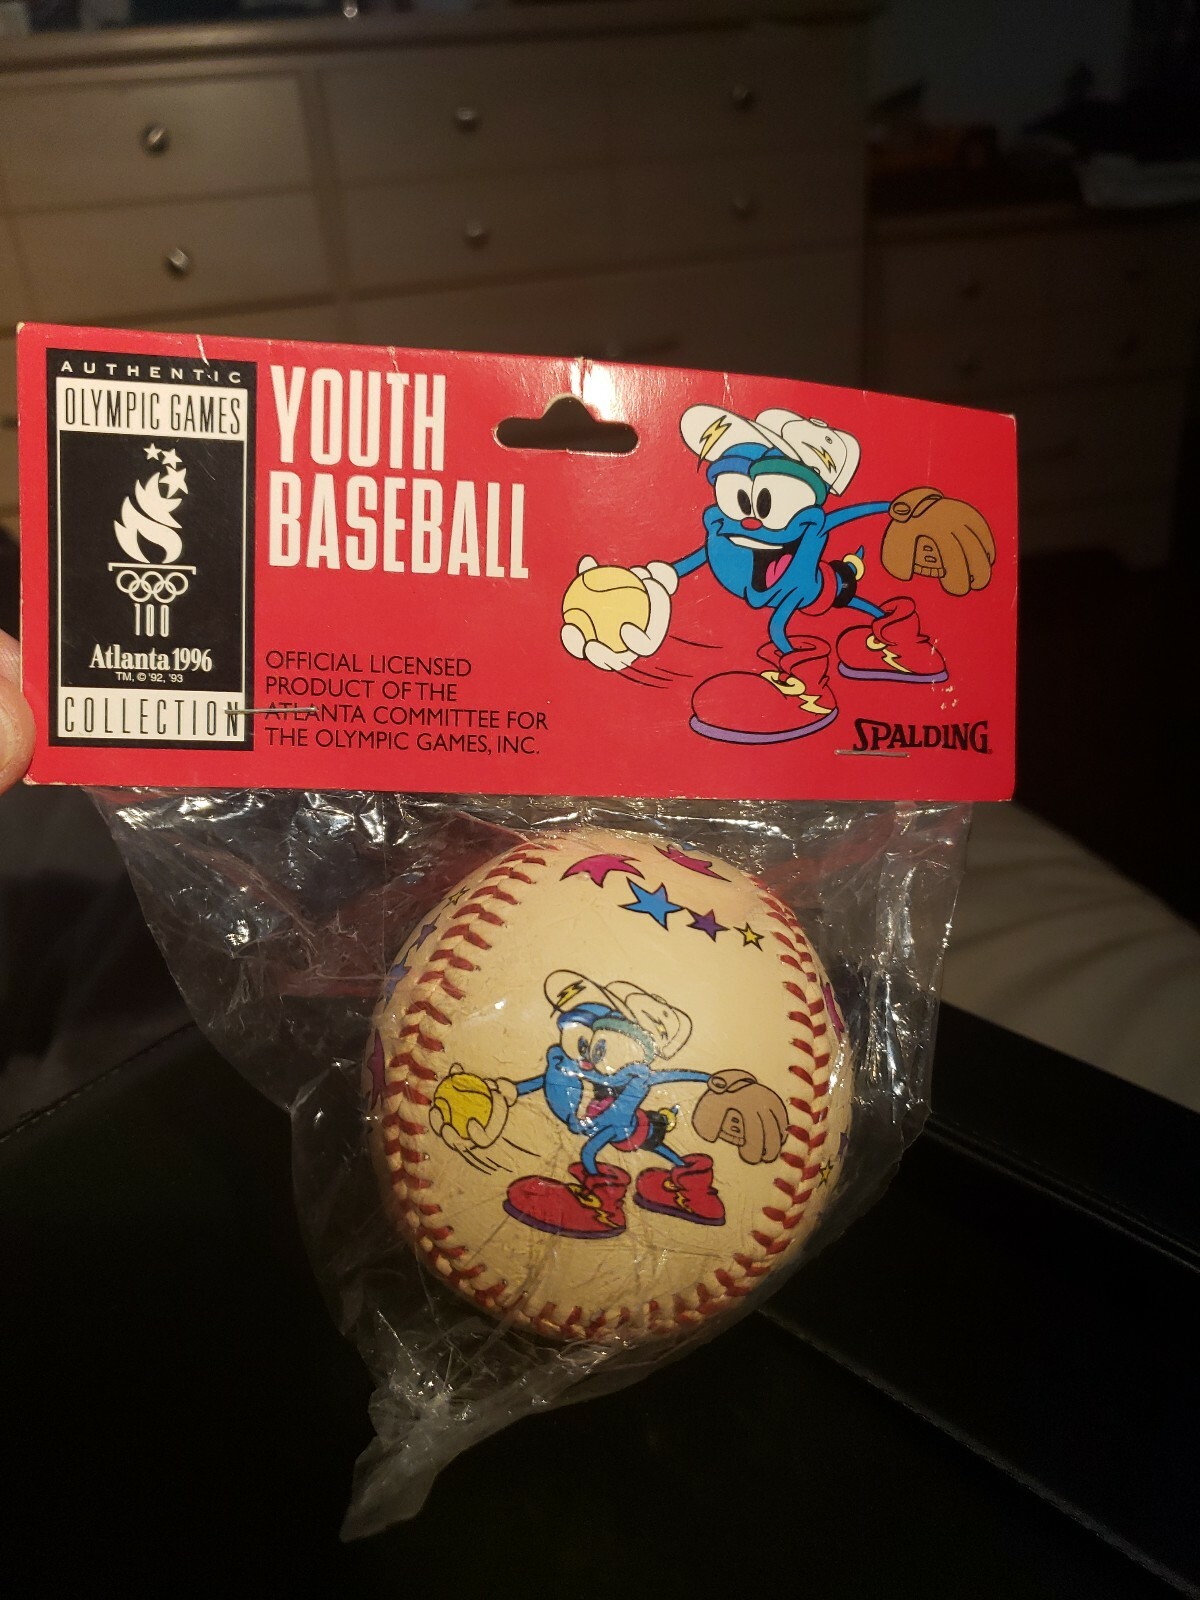 AUTHENTIC
OLYMPIC GAMES
100
Atlanta 1996
TM, © '92, '93
COLLECTION
YOUTH
BASEBALL
OFFICIAL LICENSED
PRODUCT OF THE
ATLANTA COMMITTEE FOR
THE OLYMPIC GAMES, INC.
SPALDING